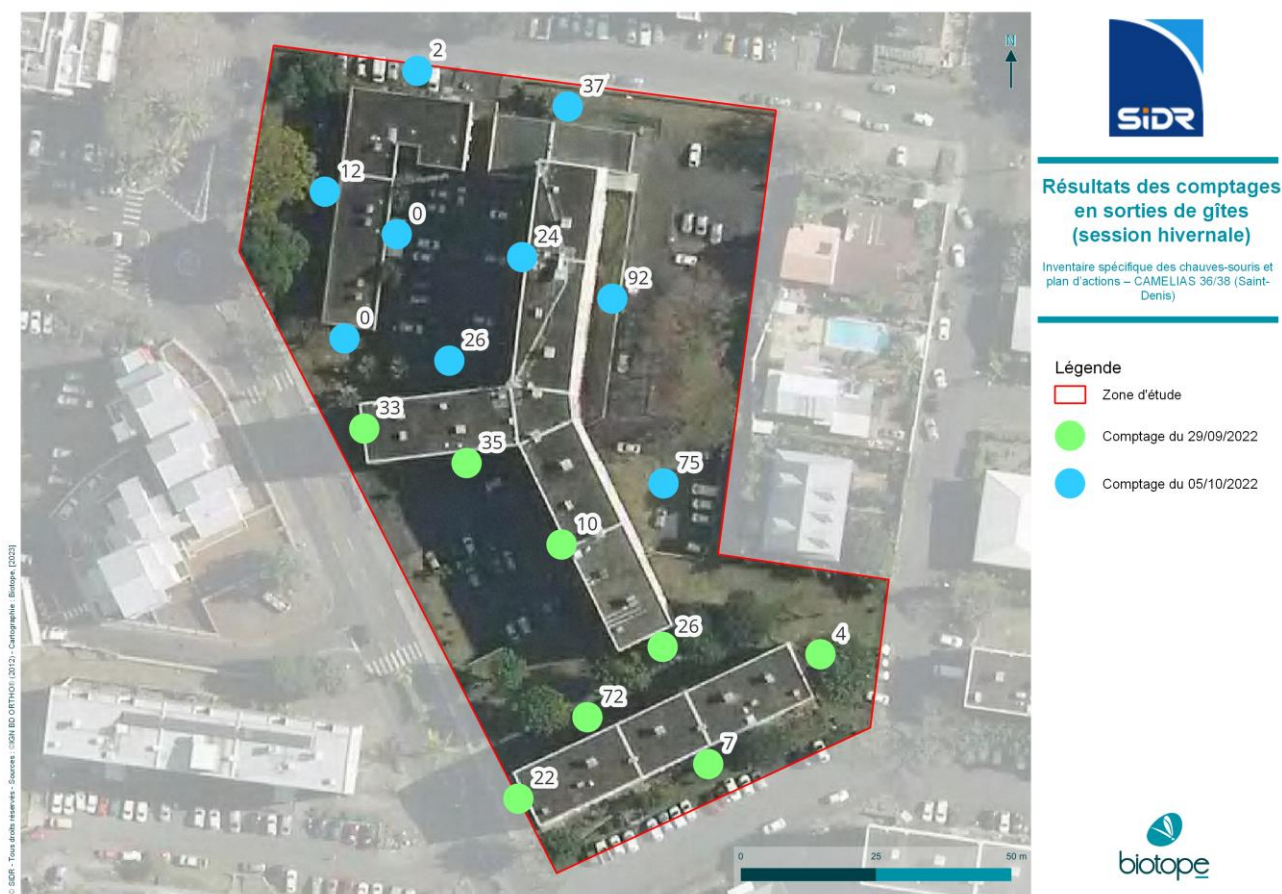 2
37
12
0
24
92
0
26
33
35
75
10
26
4
72
7
22
N
0
25
50 m
SIDR
Résultats des comptages
en sorties de gîtes
(session hivernale)
Inventaire spécifique des chauves-souris et
plan d'actions – CAMELIAS 36/38 (Saint-
Denis)
Légende
Zone d'étude
Comptage du 29/09/2022
Comptage du 05/10/2022
biotope
© SIDR - Tous droits réservés - Sources : ©IGN BD ORTHO® (2012) - Cartographie : Biotope, [2023]